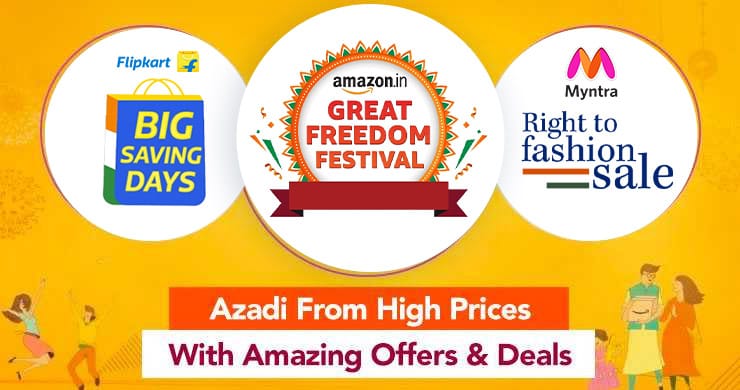 Flipkart
BIG
SAVING
DAYS
amazon.in
GREAT
FREEDOM
FESTIVAL
Myntra
Right to
fashion
sale
Azadi From High Prices
With Amazing Offers & Deals